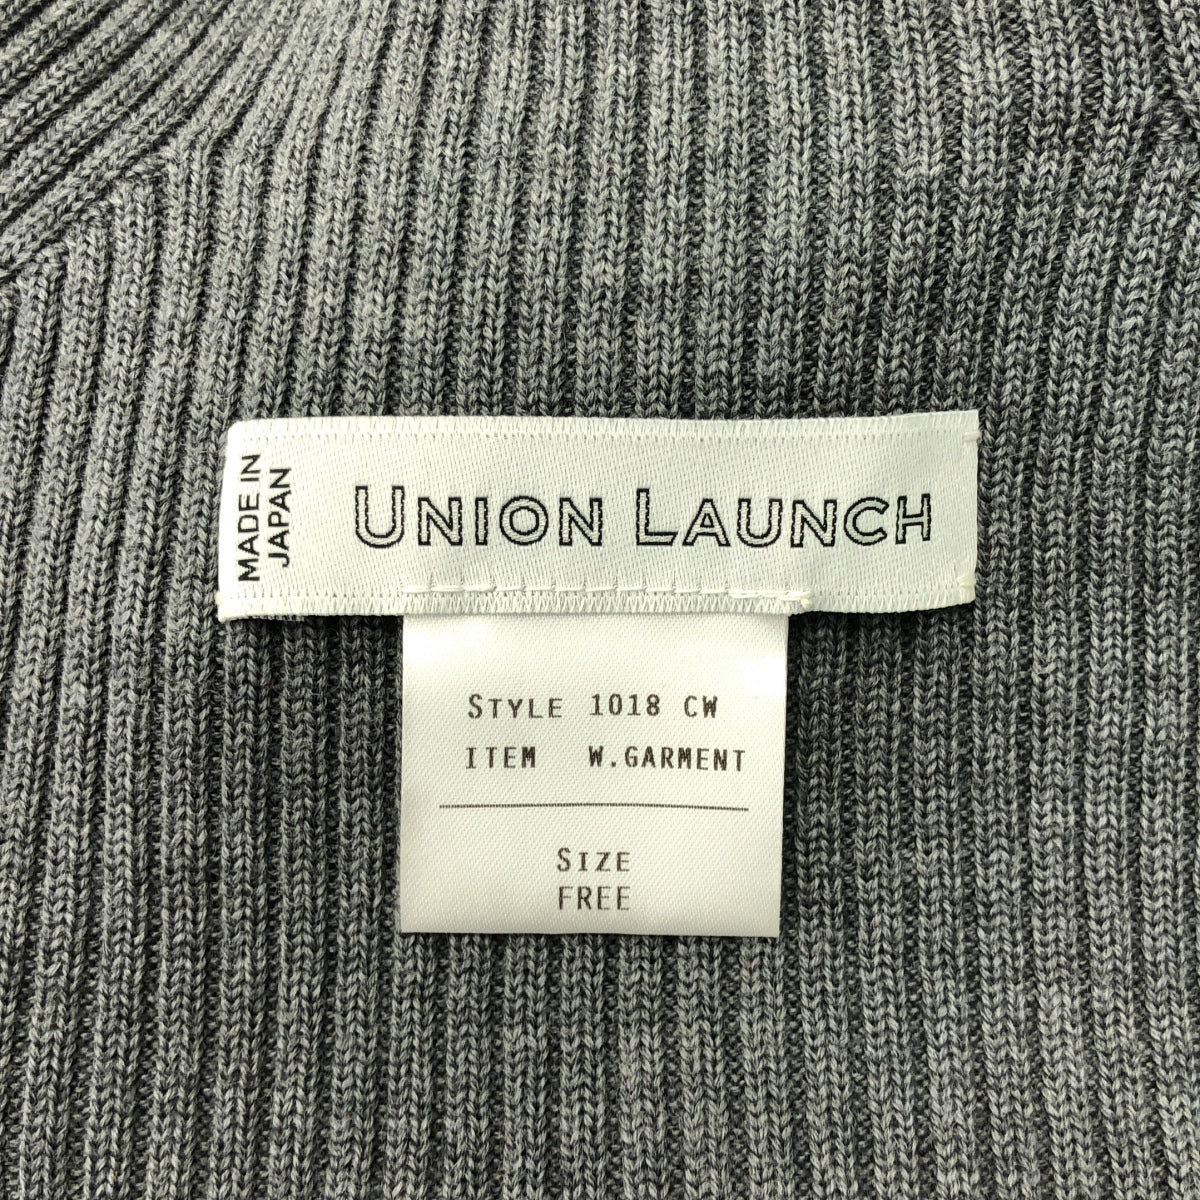 MADE IN
JAPAN
UNION LAUNCH
STYLE 1018 CW
ITEM W.GARMENT
SIZE
FREE